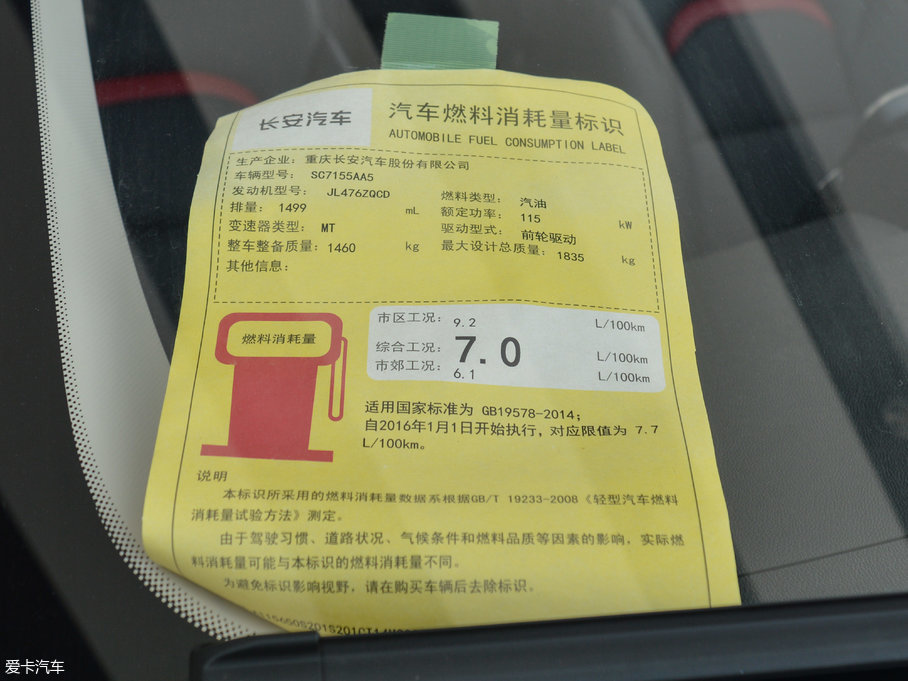 长安汽车
汽车燃料消耗量标识
AUTOMOBILE FUEL CONSUMPTION LABEL
生产企业: 重庆长安汽车股份有限公司
车辆型号: SC7155AA5
发动机型号: JL476ZQCD 燃料类型: 汽油
排量: 1499 mL 额定功率: 115 kW
变速器类型: MT 驱动型式: 前轮驱动
整车整备质量: 1460 kg 最大设计总质量: 1835 kg
其他信息:
燃料消耗量
市区工况: 9.2 L/100km
综合工况: 7.0 L/100km
市郊工况: 6.1 L/100km
适用国家标准为 GB19578-2014;
自2016年1月1日开始执行, 对应限值为 7.7
L/100km。
说明
本标识所采用的燃料消耗量数据系根据GB/T 19233-2008《轻型汽车燃料
消耗量试验方法》测定。
由于驾驶习惯、道路状况、气候条件和燃料品质等因素的影响, 实际燃
料消耗量可能与本标识的燃料消耗量不同。
为避免标识影响视野, 请在购买车辆后去除标识。
爱卡汽车